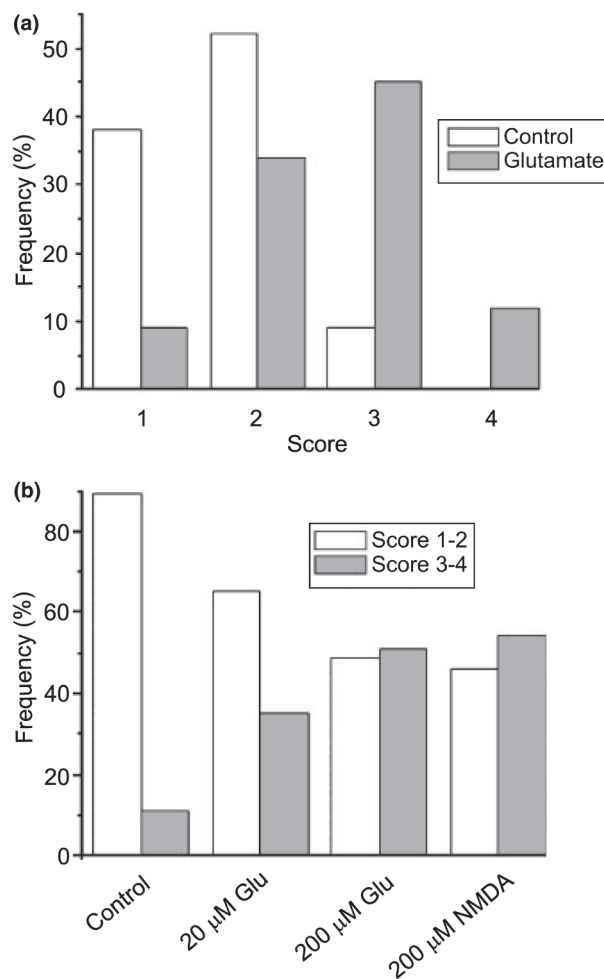 (a)
50
40
30
20
10
0
Frequency (%)
Control
Glutamate
1 2 3 4
Score
(b)
80
60
40
20
0
Frequency (%)
Score 1-2
Score 3-4
Control
20 μM Glu
200 μM Glu
200 μM NMDA